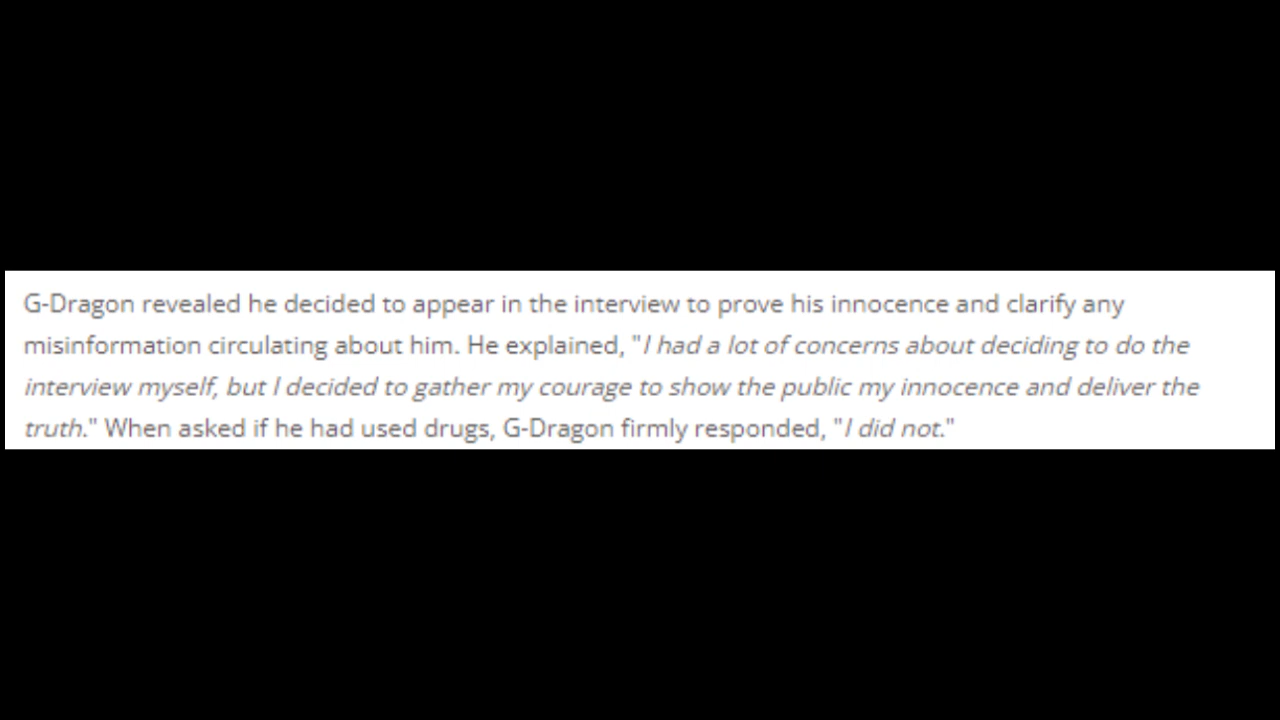 G-Dragon revealed he decided to appear in the interview to prove his innocence and clarify any
misinformation circulating about him. He explained, "I had a lot of concerns about deciding to do the
interview myself, but I decided to gather my courage to show the public my innocence and deliver the
truth." When asked if he had used drugs, G-Dragon firmly responded, "I did not."